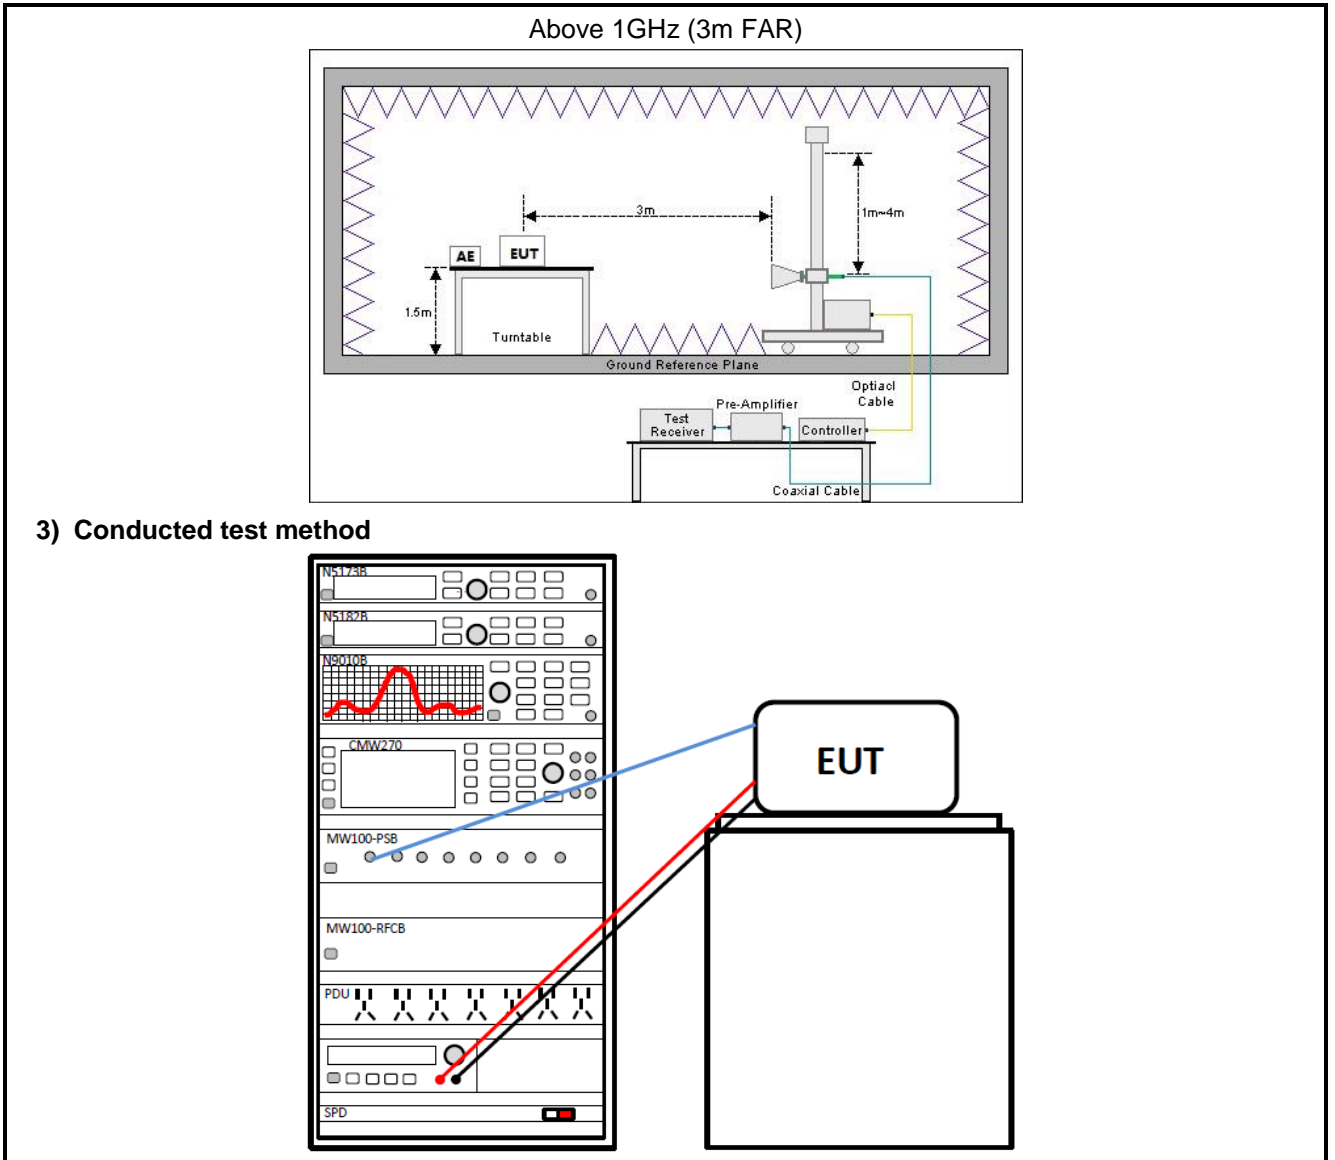 Above 1GHz (3m FAR)
3m
1m~4m
AE
EUT
1.5m
Turntable
Ground Reference Plane
Optiacl
Cable
Pre-Amplifier
Test
Receiver
Controller
Coaxial Cable
3) Conducted test method
N5173B
N5182B
N9010B
CMW270
EUT
MW100-PSB
MW100-RFCB
PDU
SPD